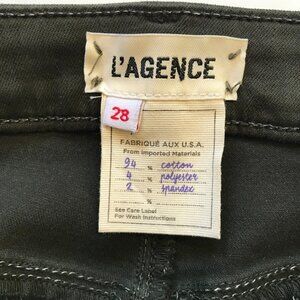 L'AGENCE
28
FABRIQUÉ AUX U.S.A.
From Imported Materials
94 % cotton
4 % polyester
2 % spandex
%
See Care Label
For Wash Instructions